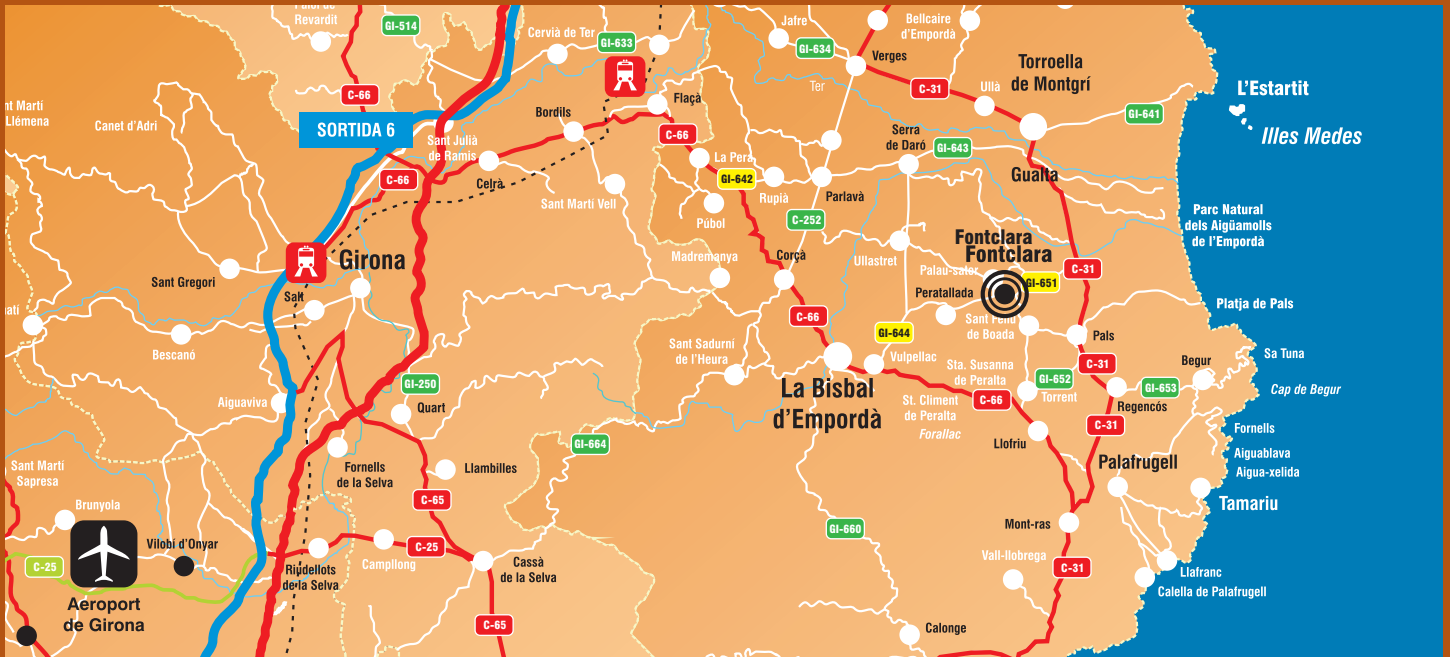 Revardit
GI-514
Cervià de Ter
GI-633
Jafre
GI-634
Bellcaire
d'Empordà
Verges
Torroella
de Montgrí
C-31
Ullà
L'Estartit
Illes Medes
C-66
nt Martí
Llémena
Canet d'Adri
SORTIDA 6
Bordils
Flaçà
Ter
GI-641
Sant Julià
de Ramis
C-66
Serra
de Daró
GI-643
La Pera
GI-642
C-66
Celrà
Sant Martí Vell
Rupià
Parlavà
Gualta
Púbol
C-252
Parc Natural
dels Aigüamolls
de l'Empordà
Girona
Madremanya
Corçà
Ullastret
Fontclara
Fontclara
Palau-sator
GI-651
C-31
Sant Gregori
Salt
Peratallada
Platja de Pals
atí
Bescanó
C-66
Sant Feliu
de Boada
GI-644
Pals
Sant Sadurní
de l'Heura
Vulpellac
Sta. Susanna
de Peralta
C-31
Begur
Sa Tuna
GI-250
La Bisbal
d'Empordà
GI-652
Torrent
GI-653
Cap de Begur
Aiguaviva
Quart
St. Climent
de Peralta
C-66
Regencós
Forallac
C-31
Fornells
GI-664
Llofriu
Aiguablava
Sant Martí
Sapresa
Fornells
de la Selva
Llambilles
Palafrugell
Aigua-xelida
Brunyola
C-65
Tamariu
GI-660
Mont-ras
Vilobí d'Onyar
C-25
Campllong
C-25
Riudellots
de la Selva
Cassà
de la Selva
Vall-llobrega
C-31
Llafranc
Calella de Palafrugell
Aeroport
de Girona
C-65
Calonge